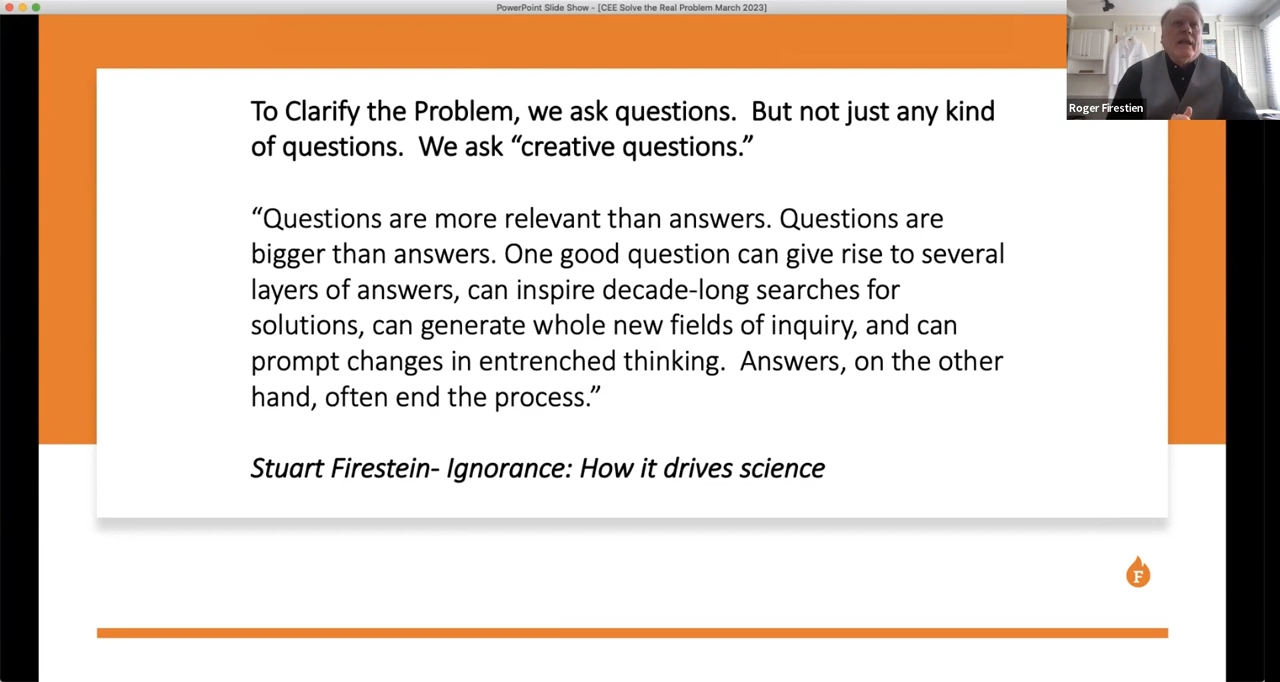 PowerPoint Slide Show - [CEE Solve the Real Problem March 2023]
Roger Firestien
To Clarify the Problem, we ask questions.  But not just any kind
of questions.  We ask “creative questions.”
“Questions are more relevant than answers. Questions are
bigger than answers. One good question can give rise to several
layers of answers, can inspire decade-long searches for
solutions, can generate whole new fields of inquiry, and can
prompt changes in entrenched thinking.  Answers, on the other
hand, often end the process.”
Stuart Firestein- Ignorance: How it drives science
F